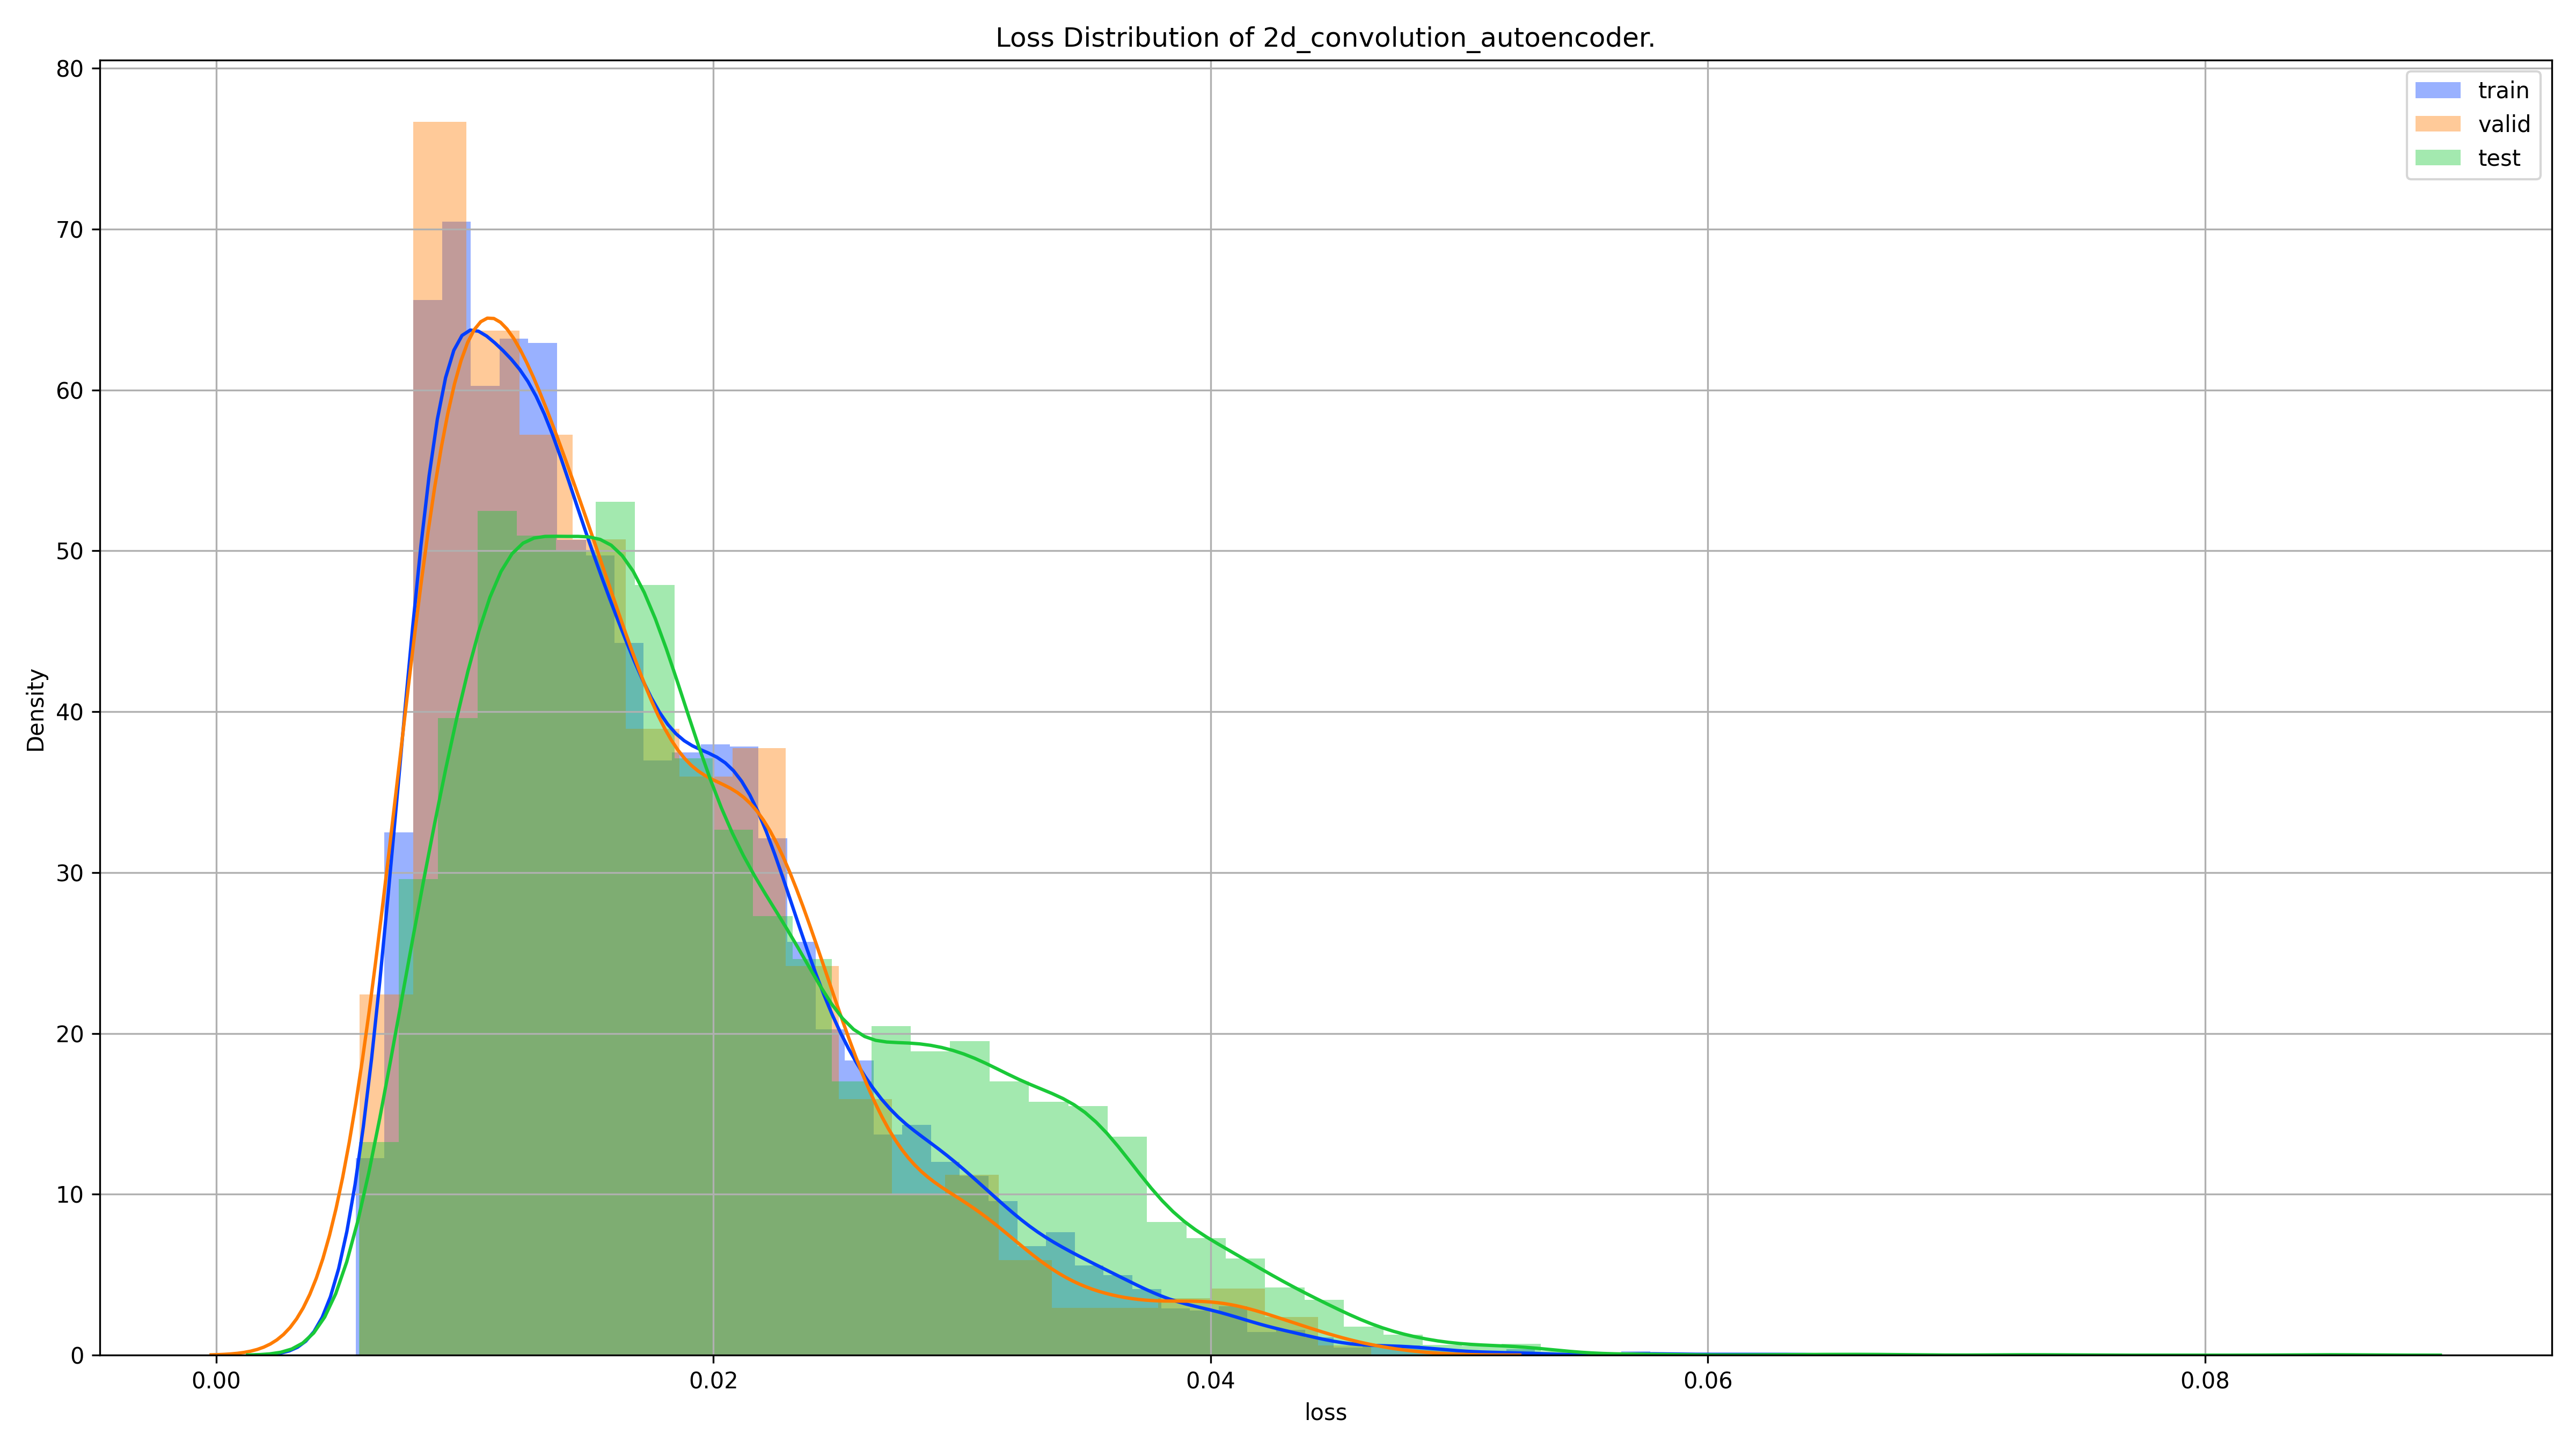 Loss Distribution of 2d_convolution_autoencoder.
train
valid
test
80
70
60
50
40
30
20
10
0
Density
0.00
0.02
0.04
0.06
0.08
loss